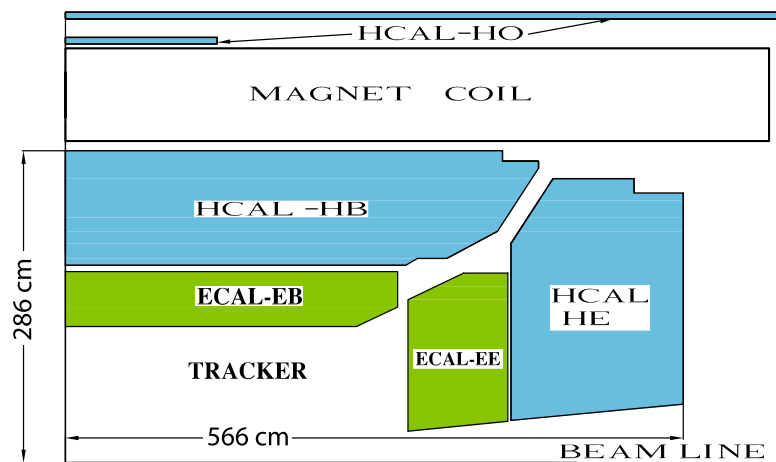 HCAL-HO
MAGNET COIL
HCAL -HB
286 cm
ECAL-EB
HCAL
HE
ECAL-EE
TRACKER
566 cm
BEAM LINE